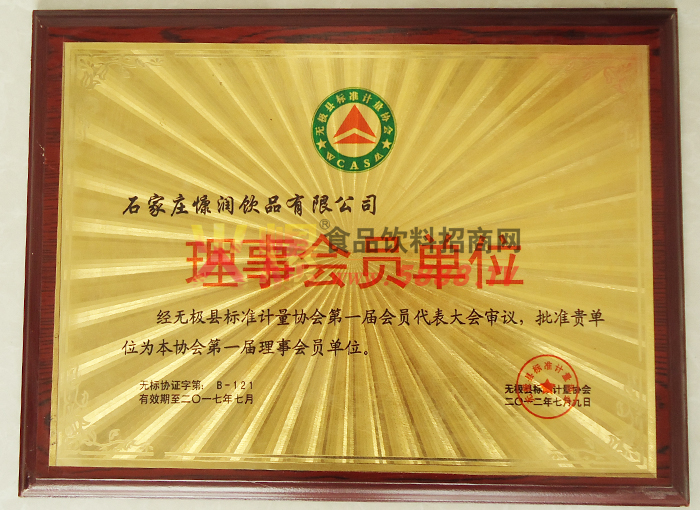 无极县标准计量协会
WCAS
石家庄慷润饮品有限公司
理事会员单位
食品饮料招商网
经无极县标准计量协会第一届会员代表大会审议，批准贵单
位为本协会第一届理事会员单位。
无标协证字第：B-121
有效期至二〇一七年七月
无极县标准计量协会
二〇一二年七月九日